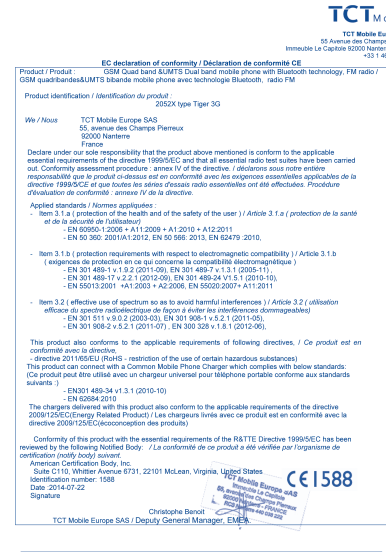 TCT Mo
TCT Mobile Eur
55 Avenue des Champs
Immeuble Le Capitole 92000 Nanterr
+33 1 46
EC declaration of conformity / Déclaration de conformité CE
Product / Produit : GSM Quad band &UMTS Dual band mobile phone with Bluetooth technology, FM radio /
GSM quadribandes&UMTS bibande mobile phone avec technologie Bluetooth, radio FM
Product identification / Identification du produit :
2052X type Tiger 3G
We / Nous TCT Mobile Europe SAS
55, avenue des Champs Pierreux
92000 Nanterre
France
Declare under our sole responsibility that the product above mentioned is conform to the applicable
essential requirements of the directive 1999/5/EC and that all essential radio test suites have been carried
out. Conformity assessment procedure : annex IV of the directive. / déclarons sous notre entière
responsabilité que le produit ci-dessus est en conformité avec les exigences essentielles applicables de la
directive 1999/5/CE et que toutes les séries d'essais radio essentielles ont été effectuées. Procédure
d'évaluation de conformité : annexe IV de la directive.
Applied standards / Normes appliquées :
- Item 3.1.a ( protection of the health and of the safety of the user ) / Article 3.1.a ( protection de la santé
et de la sécurité de l'utilisateur)
- EN 60950-1:2006 + A11:2009 + A1:2010 + A12:2011
- EN 50 360: 2001/A1:2012, EN 50 566: 2013, EN 62479 :2010,
- Item 3.1.b ( protection requirements with respect to electromagnetic compatibility ) / Article 3.1.b
( exigences de protection en ce qui concerne la compatibilité électromagnétique )
- EN 301 489-1 v.1.9.2 (2011-09), EN 301 489-7 v.1.3.1 (2005-11) ,
- EN 301 489-17 v.2.2.1 (2012-09), EN 301 489-24 V1.5.1 (2010-10),
- EN 55013:2001 +A1:2003 + A2:2006, EN 55020:2007+ A11:2011
- Item 3.2 ( effective use of spectrum so as to avoid harmful interferences ) / Article 3.2 ( utilisation
efficace du spectre radioélectrique de façon à éviter les interférences dommageables)
- EN 301 511 v.9.0.2 (2003-03), EN 301 908-1 v.5.2.1 (2011-05),
- EN 301 908-2 v.5.2.1 (2011-07) , EN 300 328 v.1.8.1 (2012-06),
This product also conforms to the applicable requirements of following directives, / Ce produit est en
conformité avec la directive,
- directive 2011/65/EU (RoHS - restriction of the use of certain hazardous substances)
This product can connect with a Common Mobile Phone Charger which complies with below standards:
(Ce produit peut être utilisé avec un chargeur universel pour téléphone portable conforme aux standards
suivants :)
- EN301 489-34 v1.3.1 (2010-10)
- EN 62684:2010
The chargers delivered with this product also conform to the applicable requirements of the directive
2009/125/EC(Energy Related Product) / Les chargeurs livrés avec ce produit est en conformité avec la
directive 2009/125/EC(écoconception des produits)
Conformity of this product with the essential requirements of the R&TTE Directive 1999/5/EC has been
reviewed by the following Notified Body: / La conformité de ce produit a été vérifiée par l'organisme de
certification (notify body) suivant.
American Certification Body, Inc.
Suite C110, Whittier Avenue 6731, 22101 McLean, Virginia, United States
Identification number: 1588
Date :2014-07-22
Signature
TCT Mobile Europe SAS
Immeuble Le Capitole
55, avenue des Champs Pierreux
92000 Nanterre - FRANCE
RCS Nanterre 440 038 222
CE1588
Christophe Benoit
TCT Mobile Europe SAS / Deputy General Manager, EMEA